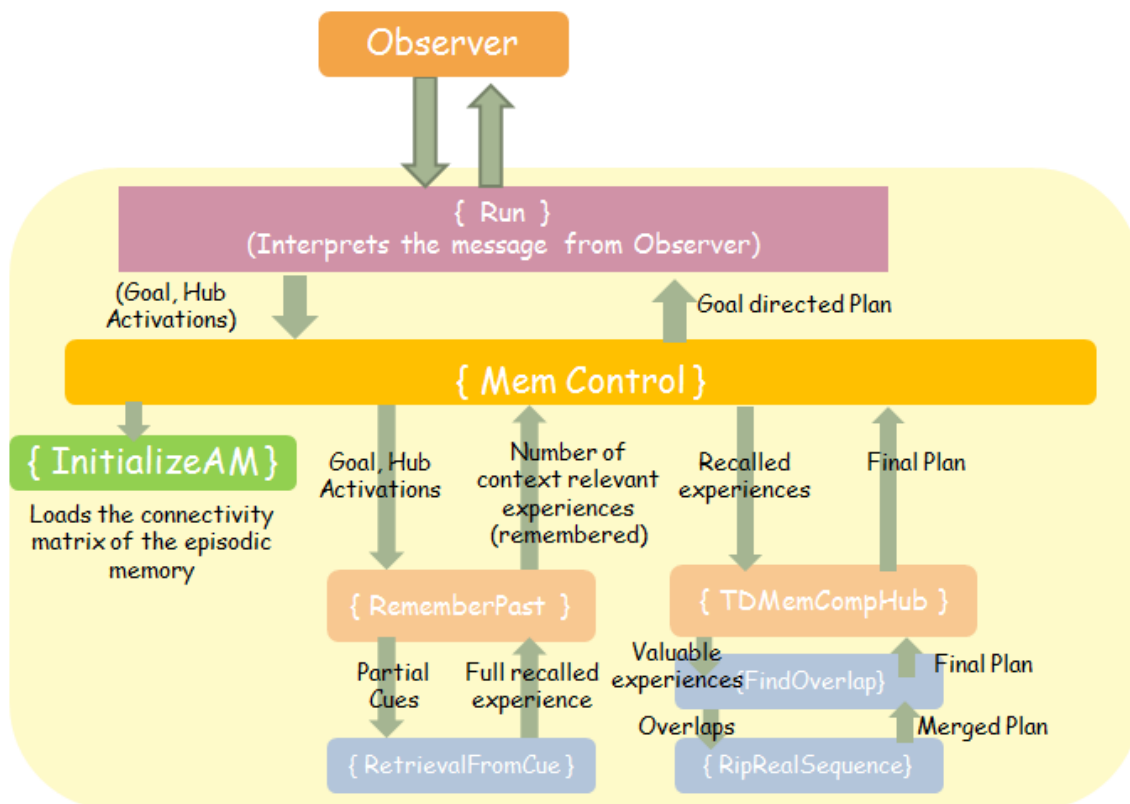 Observer
{ Run }
(Interprets the message from Observer)
(Goal, Hub
Activations)
Goal directed Plan
{ Mem Control }
{ InitializeAM }
Loads the connectivity
matrix of the episodic
memory
Goal, Hub
Activations
Number of
context relevant
experiences
(remembered)
Recalled
experiences
Final Plan
{ RememberPast }
{ TDMemCompHub }
Partial
Cues
Full recalled
experience
Valuable
experiences
{FindOverlap}
Final Plan
Overlaps
Merged Plan
{ RetrievalFromCue }
{ RipRealSequence}